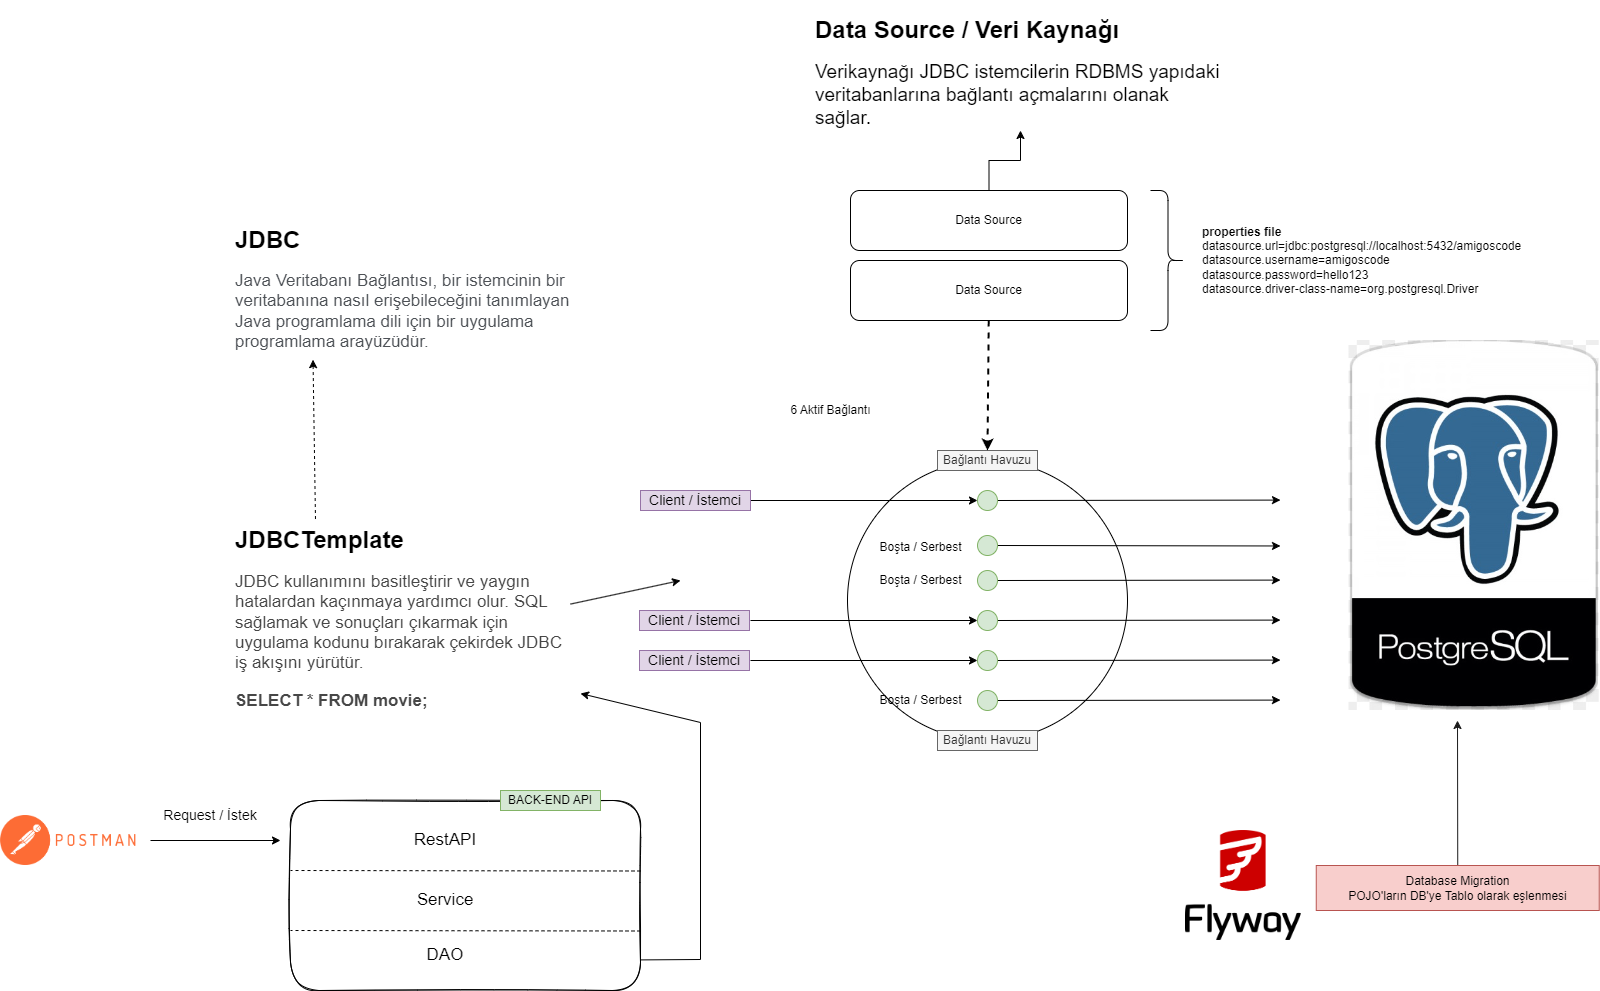 Data Source / Veri Kaynağı
Verikaynağı JDBC istemcilerin RDBMS yapıdaki
veritabanlarına bağlantı açmalarını olanak
sağlar.
Data Source
Data Source
properties file
datasource.url=jdbc:postgresql://localhost:5432/amigoscode
datasource.username=amigoscode
datasource.password=hello123
datasource.driver-class-name=org.postgresql.Driver
JDBC
Java Veritabanı Bağlantısı, bir istemcinin bir
veritabanına nasıl erişebileceğini tanımlayan
Java programlama dili için bir uygulama
programlama arayüzüdür.
6 Aktif Bağlantı
Bağlantı Havuzu
Client / İstemci
Boşta / Serbest
Boşta / Serbest
Client / İstemci
Client / İstemci
Boşta / Serbest
Bağlantı Havuzu
PostgreSQL
JDBCTemplate
JDBC kullanımını basitleştirir ve yaygın
hatalardan kaçınmaya yardımcı olur. SQL
sağlamak ve sonuçları çıkarmak için
uygulama kodunu bırakarak çekirdek JDBC
iş akışını yürütür.
SELECT * FROM movie;
POSTMAN
Request / İstek
BACK-END API
RestAPI
Service
DAO
Flyway
Database Migration
POJO'ların DB'ye Tablo olarak eşlenmesi